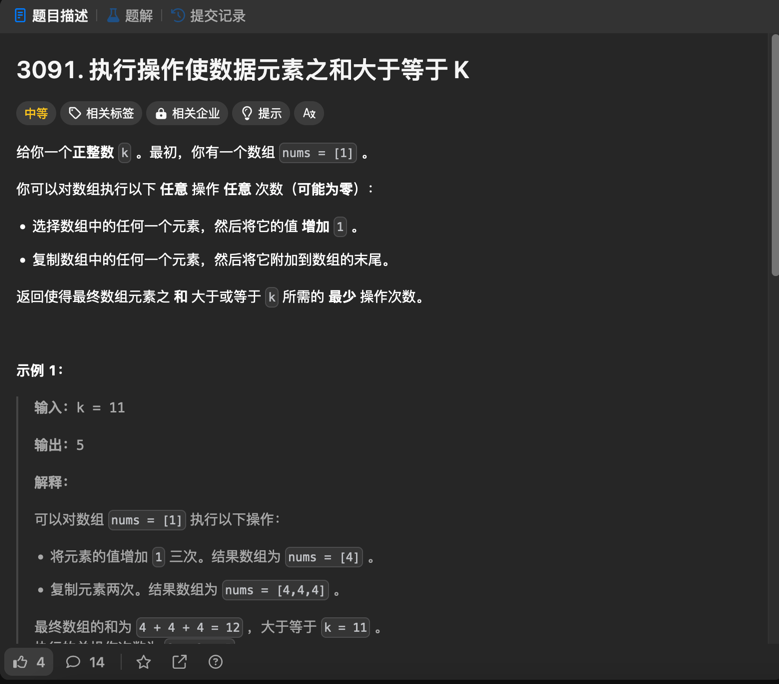 题目描述 题解 提交记录
3091. 执行操作使数据元素之和大于等于 K
中等 相关标签 相关企业 提示 Aあ
给你一个正整数 k 。最初，你有一个数组 nums = [1] 。
你可以对数组执行以下 任意 操作 任意 次数（可能为零）：
• 选择数组中的任何一个元素，然后将它的值 增加 1 。
• 复制数组中的任何一个元素，然后将它附加到数组的末尾。
返回使得最终数组元素之 和 大于或等于 k 所需的 最少 操作次数。
示例 1：
输入：k = 11
输出：5
解释：
可以对数组 nums = [1] 执行以下操作：
• 将元素的值增加 1 三次。结果数组为 nums = [4] 。
• 复制元素两次。结果数组为 nums = [4,4,4] 。
最终数组的和为 4 + 4 + 4 = 12 ，大于等于 k = 11 。
4 14